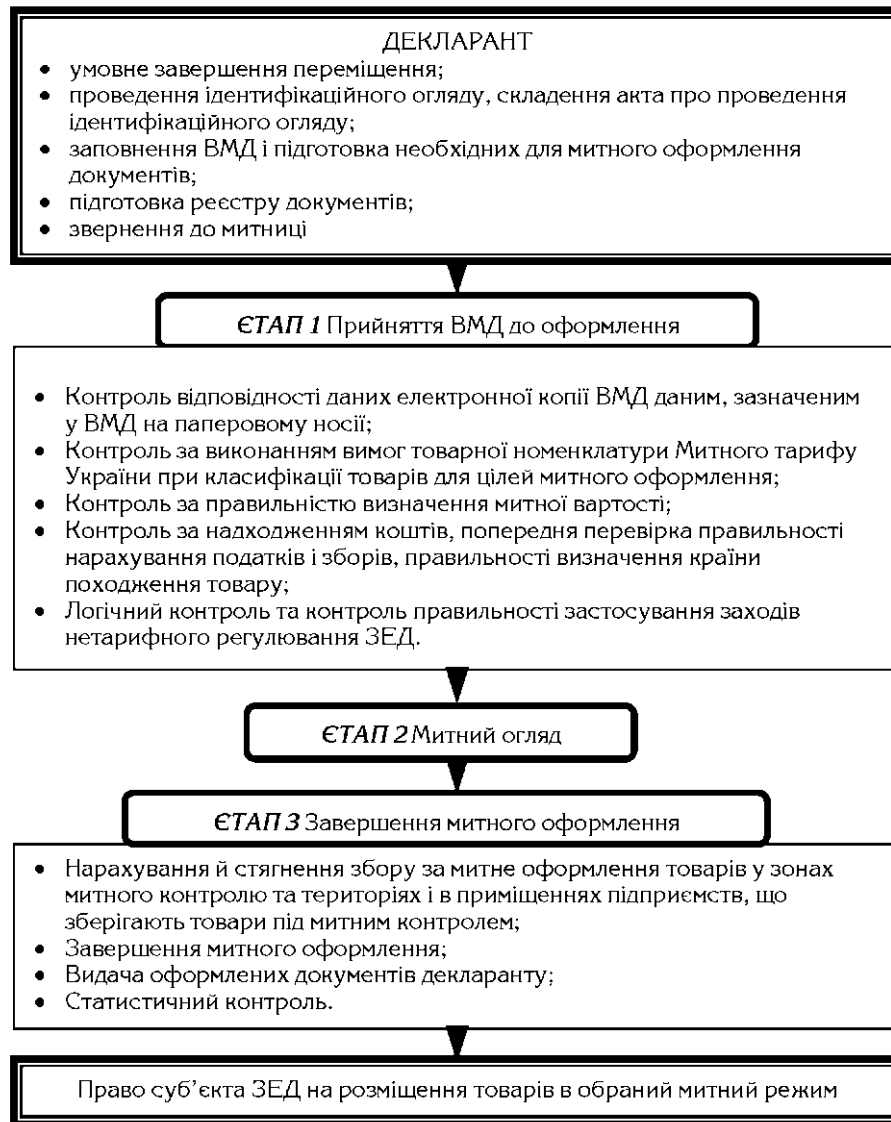 ДЕКЛАРАНТ
• умовне завершення переміщення;
• проведення ідентифікаційного огляду, складення акта про проведення
ідентифікаційного огляду;
• заповнення ВМД і підготовка необхідних для митного оформлення
документів;
• підготовка реєстру документів;
• звернення до митниці
ЄТАП 1 Прийняття ВМД до оформлення
• Контроль відповідності даних електронної копії ВМД даним, зазначеним
у ВМД на паперовому носії;
• Контроль за виконанням вимог товарної номенклатури Митного тарифу
України при класифікації товарів для цілей митного оформлення;
• Контроль за правильністю визначення митної вартості;
• Контроль за надходженням коштів, попередня перевірка правильності
нарахування податків і зборів, правильності визначення країни
походження товару;
• Логічний контроль та контроль правильності застосування заходів
нетарифного регулювання ЗЕД.
ЄТАП 2 Митний огляд
ЄТАП 3 Завершення митного оформлення
• Нарахування й стягнення збору за митне оформлення товарів у зонах
митного контролю та територіях і в приміщеннях підприємств, що
зберігають товари під митним контролем;
• Завершення митного оформлення;
• Видача оформлених документів декларанту;
• Статистичний контроль.
Право суб’єкта ЗЕД на розміщення товарів в обраний митний режим